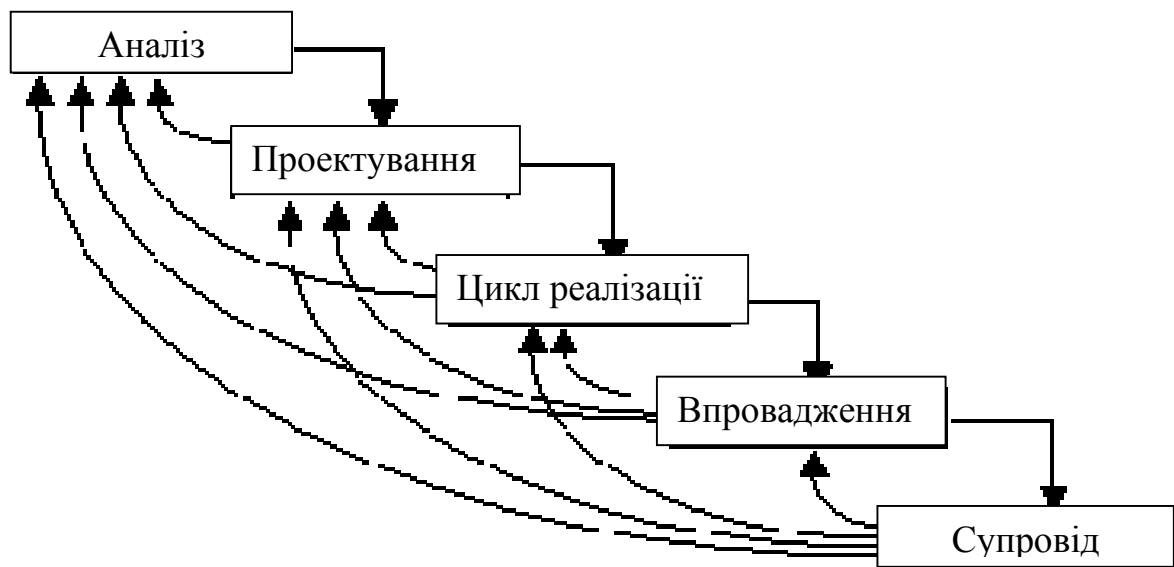 Аналіз
Проектування
Цикл реалізації
Впровадження
Супровід